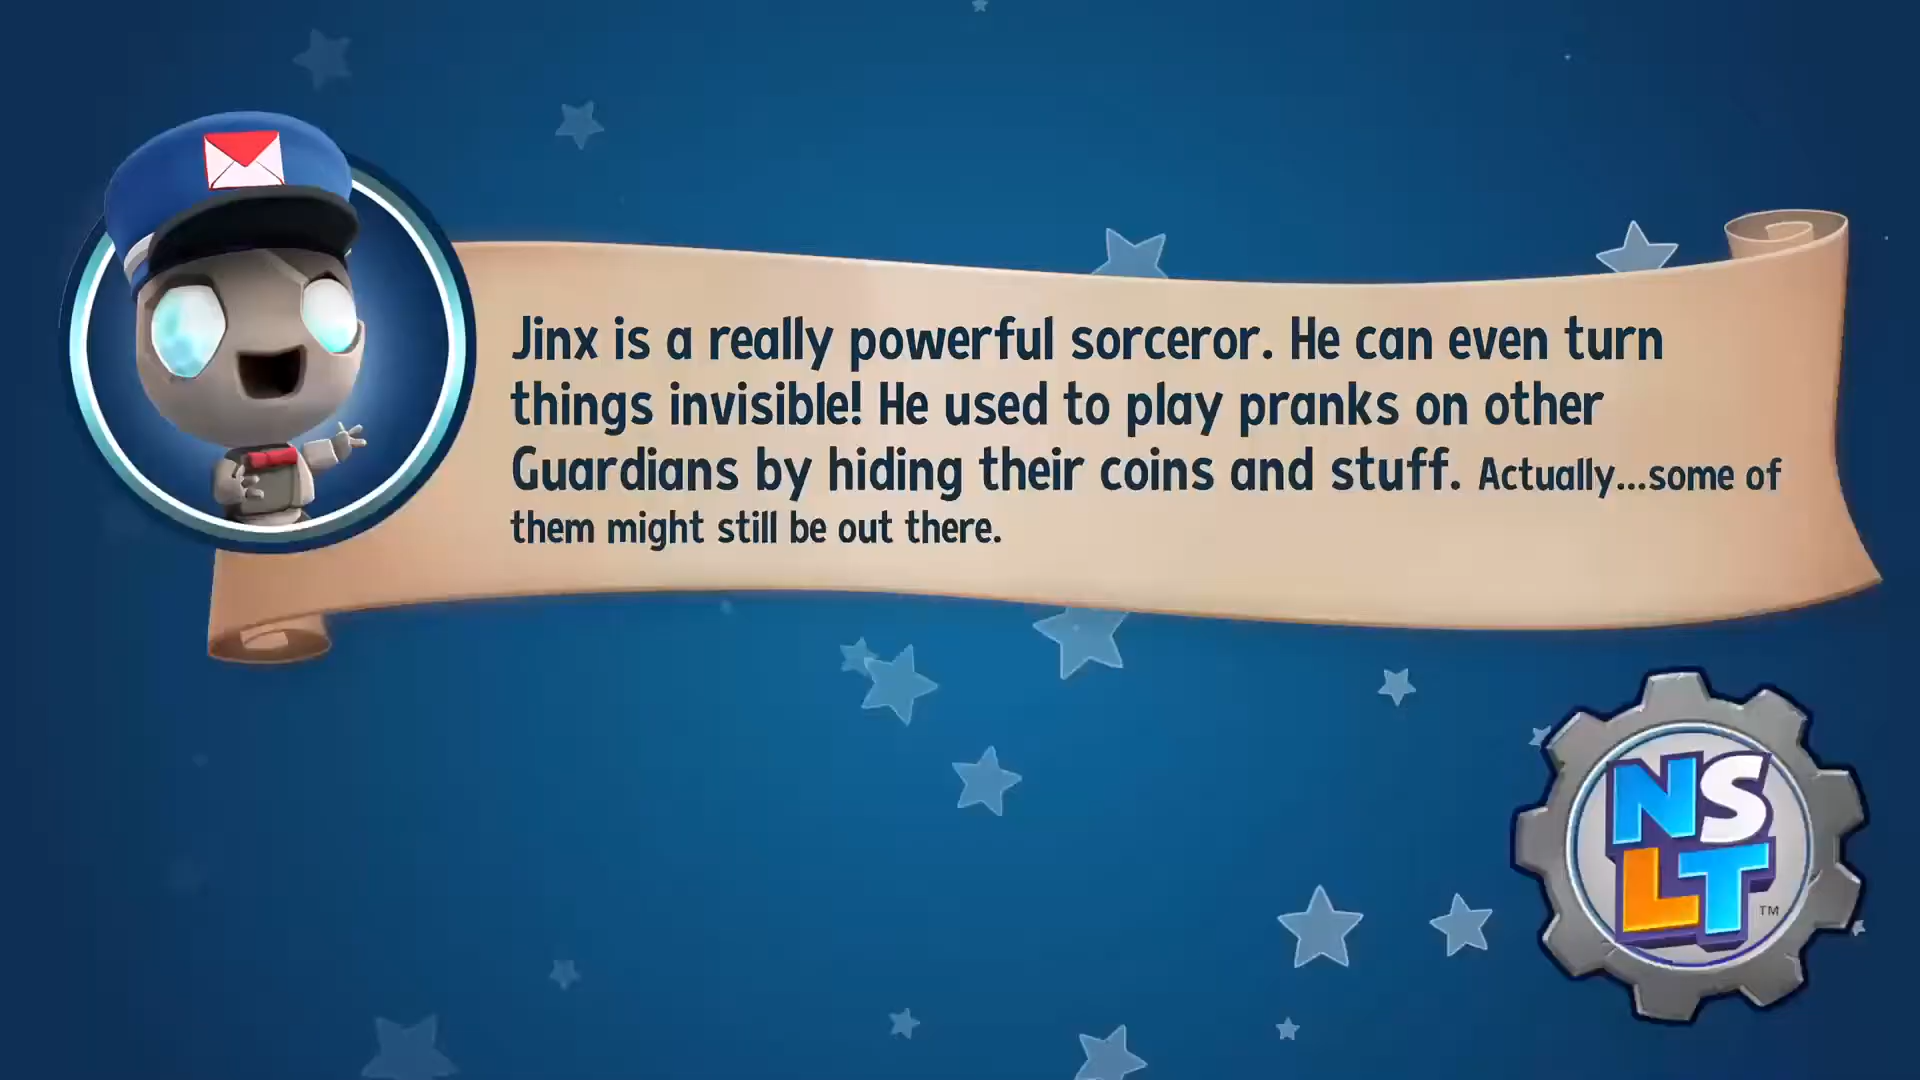 Jinx is a really powerful sorceror. He can even turn
things invisible! He used to play pranks on other
Guardians by hiding their coins and stuff. Actually...some of
them might still be out there.
NS
LT
TM